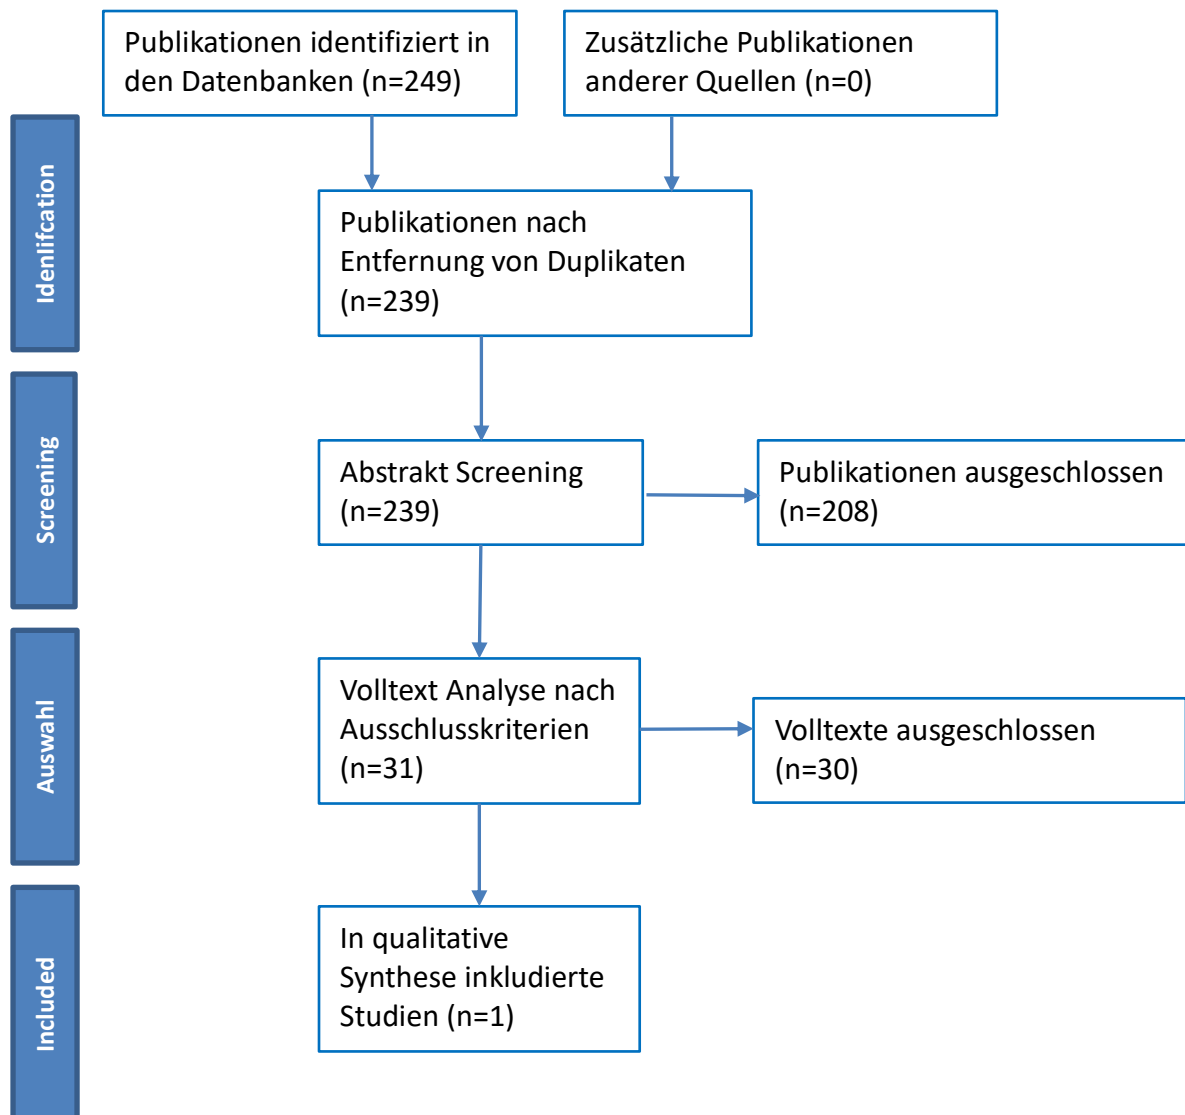 Publikationen identifiziert in
den Datenbanken (n=249)
Zusätzliche Publikationen
anderer Quellen (n=0)
Idenlifcation
Publikationen nach
Entfernung von Duplikaten
(n=239)
Screening
Abstrakt Screening
(n=239)
Publikationen ausgeschlossen
(n=208)
Auswahl
Volltext Analyse nach
Ausschlusskriterien
(n=31)
Volltexte ausgeschlossen
(n=30)
Included
In qualitative
Synthese inkludierte
Studien (n=1)